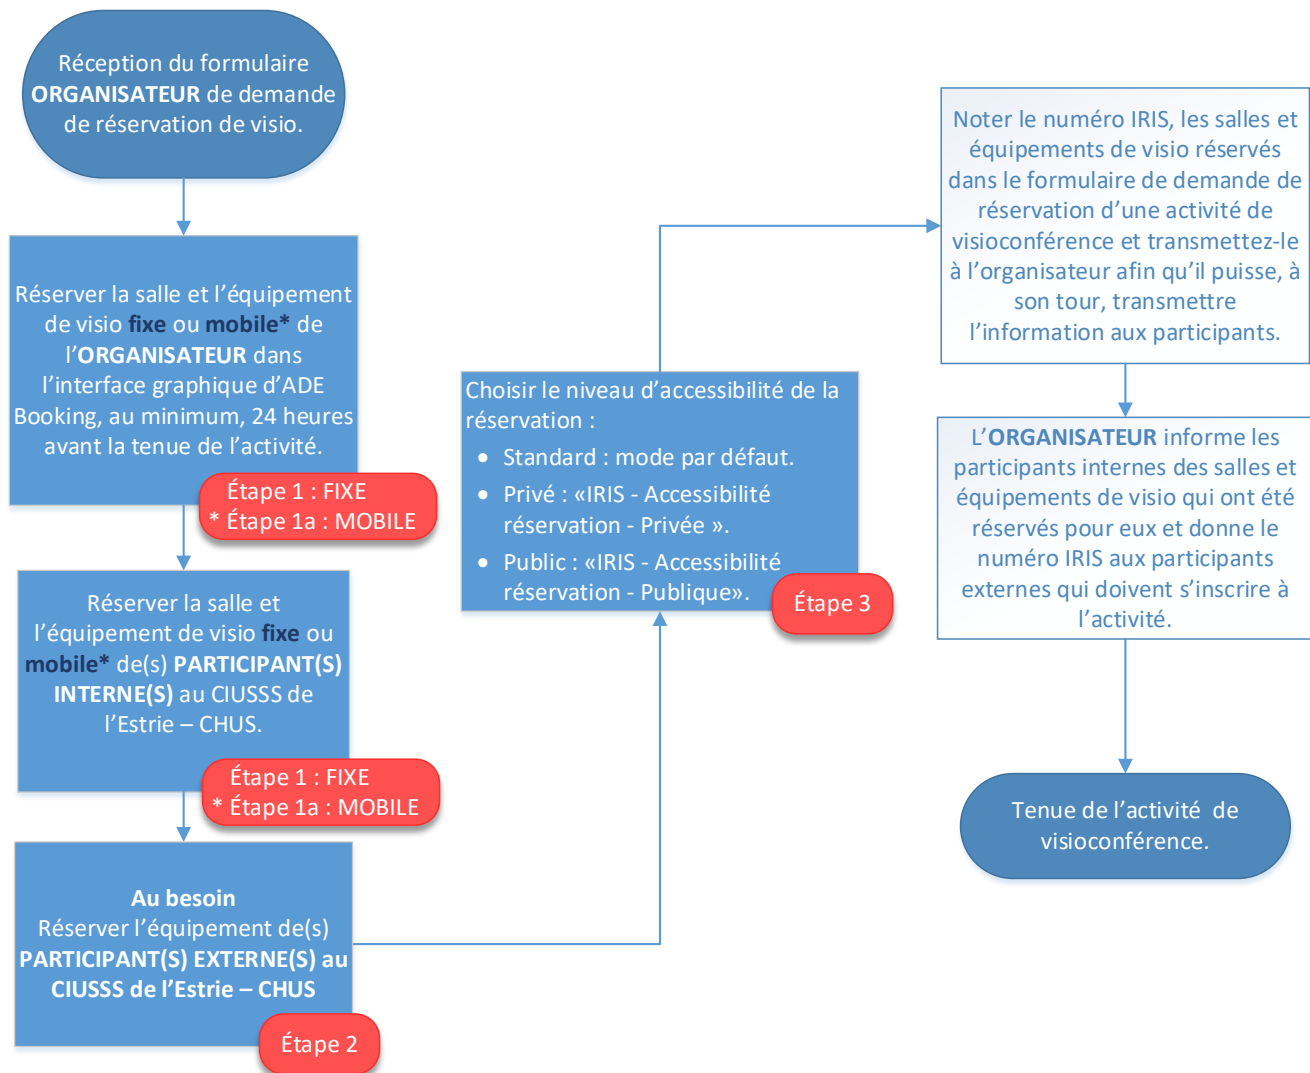 Réception du formulaire
ORGANISATEUR de demande
de réservation de visio.
Réserver la salle et l’équipement
de visio fixe ou mobile* de
l’ORGANISATEUR dans
l’interface graphique d’ADE
Booking, au minimum, 24 heures
avant la tenue de l’activité.
Étape 1 : FIXE
* Étape 1a : MOBILE
Réserver la salle et
l’équipement de visio fixe ou
mobile* de(s) PARTICIPANT(S)
INTERNE(S) au CIUSSS de
l’Estrie – CHUS.
Étape 1 : FIXE
* Étape 1a : MOBILE
Au besoin
Réserver l’équipement de(s)
PARTICIPANT(S) EXTERNE(S) au
CIUSSS de l’Estrie – CHUS
Étape 2
Choisir le niveau d’accessibilité de la
réservation :
• Standard : mode par défaut.
• Privé : «IRIS - Accessibilité
réservation - Privée ».
• Public : «IRIS - Accessibilité
réservation - Publique».
Étape 3
Noter le numéro IRIS, les salles et
équipements de visio réservés
dans le formulaire de demande de
réservation d’une activité de
visioconférence et transmettez-le
à l’organisateur afin qu’il puisse, à
son tour, transmettre
l’information aux participants.
L’ORGANISATEUR informe les
participants internes des salles et
équipements de visio qui ont été
réservés pour eux et donne le
numéro IRIS aux participants
externes qui doivent s’inscrire à
l’activité.
Tenue de l’activité  de
visioconférence.